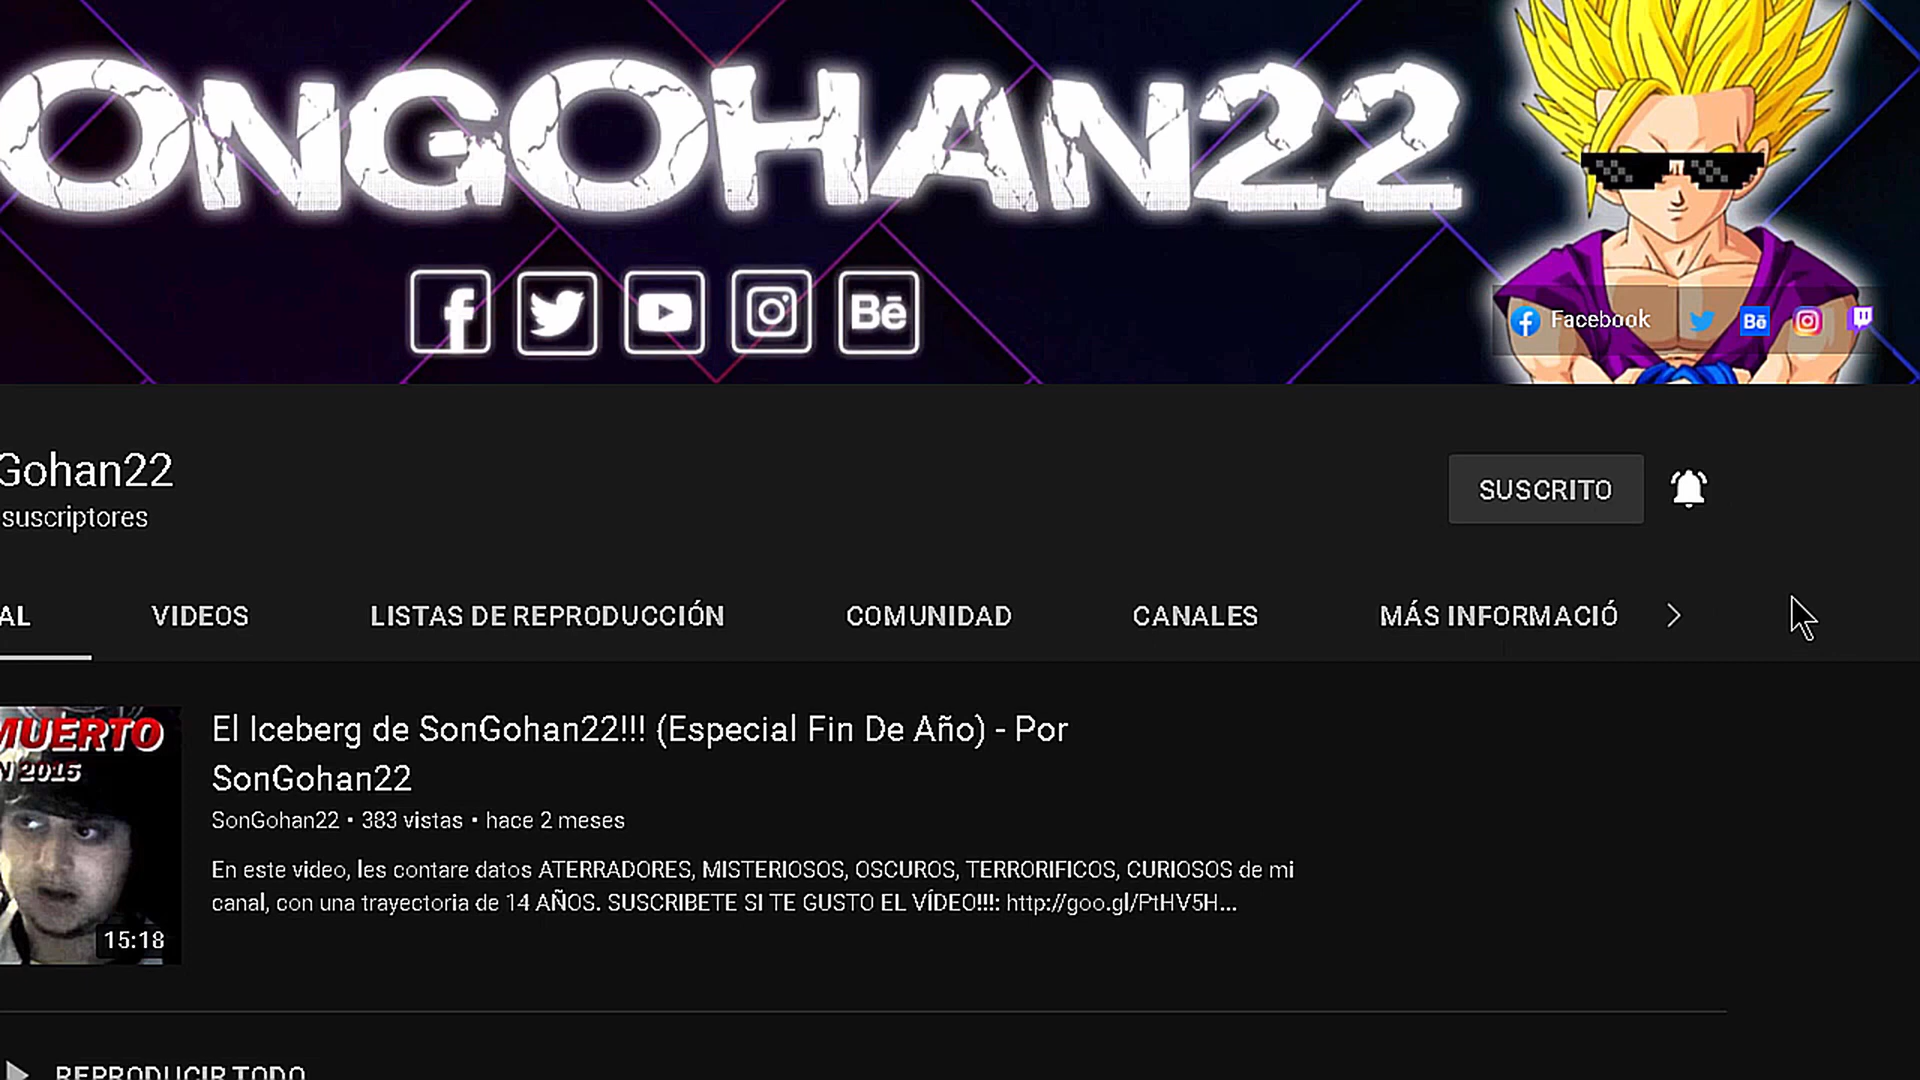 ONGOHAN22
Bē
Facebook
Bē
Gohan22
suscriptores
SUSCRITO
AL
VIDEOS
LISTAS DE REPRODUCCIÓN
COMUNIDAD
CANALES
MÁS INFORMACIÓ
MUERTO
N 2015
15:18
El Iceberg de SonGohan22!!! (Especial Fin De Año) - Por
SonGohan22
SonGohan22 • 383 vistas • hace 2 meses
En este video, les contare datos ATERRADORES, MISTERIOSOS, OSCUROS, TERRORIFICOS, CURIOSOS de mi
canal, con una trayectoria de 14 AÑOS. SUSCRIBETE SI TE GUSTO EL VÍDEO!!!: http://goo.gl/PtHV5H...
REPRODUCIR TODO